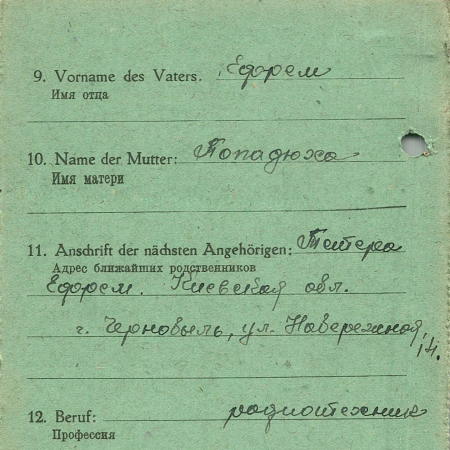 9. Vorname des Vaters. Ефрем
Имя отца
10. Name der Mutter: Попадюха
Имя матери
11. Anschrift der nächsten Angehörigen: Тетера
Адрес ближайших родственников
Ефрем. Киевская обл.
г. Чернобыль, ул. Набережная,
14.
12. Beruf: радиотехник
Профессия